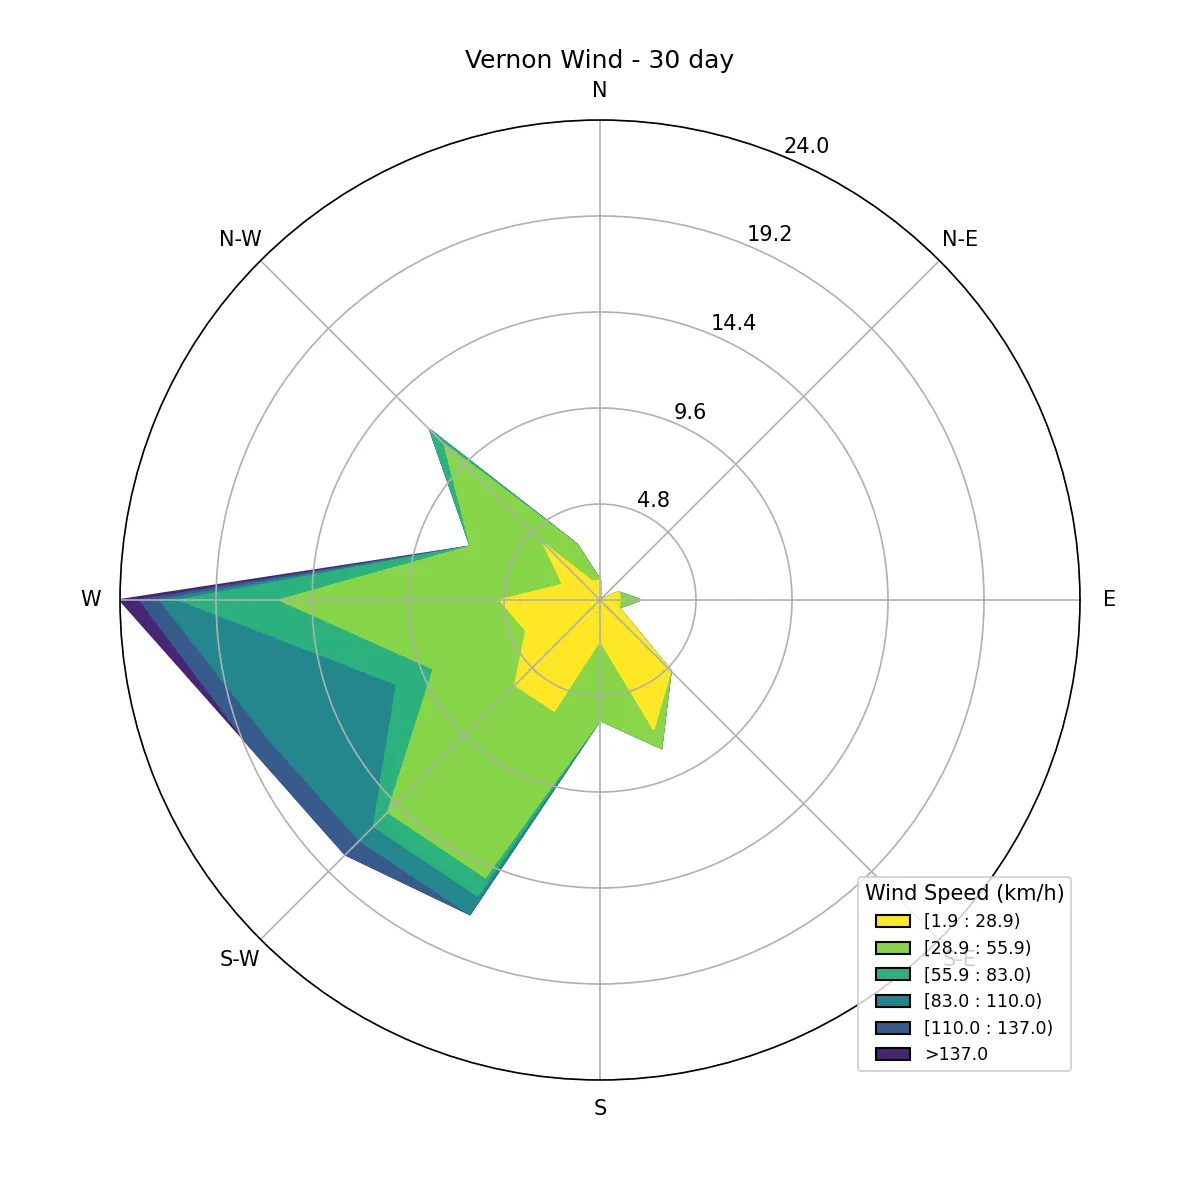 Vernon Wind - 30 day
N
24.0
19.2
N-W
N-E
14.4
9.6
4.8
W
E
Wind Speed (km/h)
[1.9 : 28.9)
[28.9 : 55.9)
S-W
S-E
[55.9 : 83.0)
[83.0 : 110.0)
[110.0 : 137.0)
>137.0
S